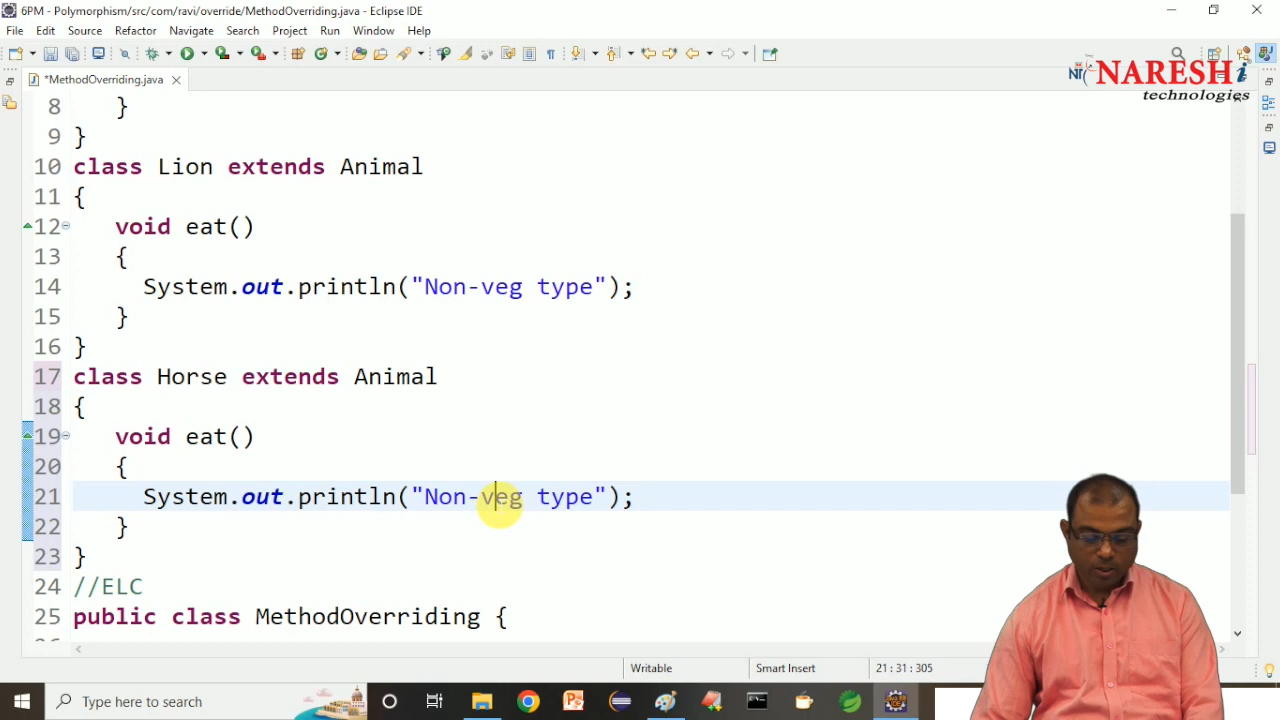 6PM - Polymorphism/src/com/ravi/override/MethodOverriding.java - Eclipse IDE
File Edit Source Refactor Navigate Search Project Run Window Help
NARESH i
technologies
*MethodOverriding.java
8 }
9 }
10 class Lion extends Animal
11 {
12 void eat()
13 {
14 System.out.println("Non-veg type");
15 }
16 }
17 class Horse extends Animal
18 {
19 void eat()
20 {
21 System.out.println("Non-veg type");
22 }
23 }
24 //ELC
25 public class MethodOverriding {
Writable Smart Insert 21 : 31 : 305
Type here to search